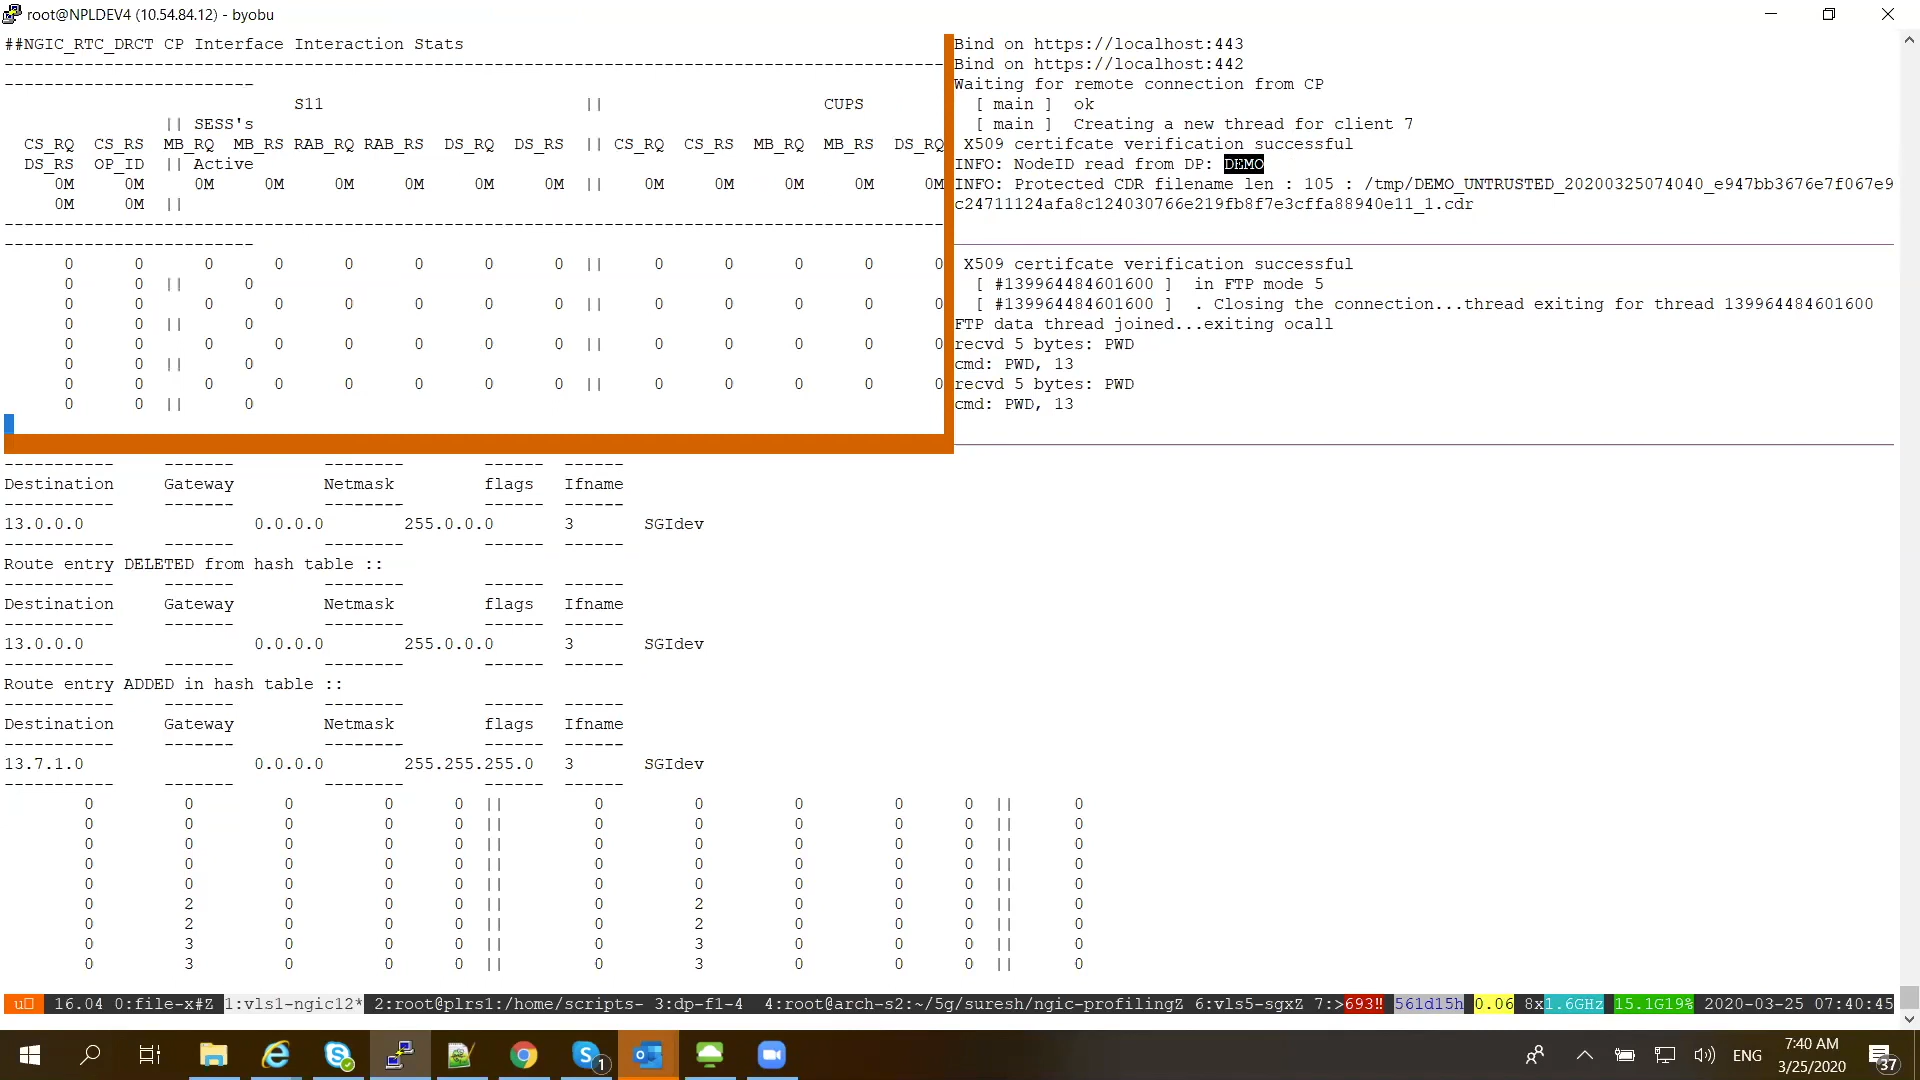 root@NPLDEV4 (10.54.84.12) - byobu
##NGIC_RTC_DRCT CP Interface Interaction Stats
-----------------------------------------------------------------------------------------------
-------------------------
S11 || CUPS
|| SESS's
CS_RQ CS_RS MB_RQ MB_RS RAB_RQ RAB_RS DS_RQ DS_RS || CS_RQ CS_RS MB_RQ MB_RS DS_RQ
DS_RS OP_ID || Active
0M 0M 0M 0M 0M 0M 0M 0M || 0M 0M 0M 0M 0M
0M 0M ||
-----------------------------------------------------------------------------------------------
-------------------------
0 0 0 0 0 0 0 0 || 0 0 0 0 0
0 0 || 0
0 0 0 0 0 0 0 0 || 0 0 0 0 0
0 0 || 0
0 0 0 0 0 0 0 0 || 0 0 0 0 0
0 0 || 0
0 0 0 0 0 0 0 0 || 0 0 0 0 0
0 0 || 0
Bind on https://localhost:443
Bind on https://localhost:442
Waiting for remote connection from CP
[ main ] ok
[ main ] Creating a new thread for client 7
X509 certifcate verification successful
INFO: NodeID read from DP: DEMO
INFO: Protected CDR filename len : 105 : /tmp/DEMO_UNTRUSTED_20200325074040_e947bb3676e7f067e9
c24711124afa8c124030766e219fb8f7e3cffa88940e11_1.cdr
X509 certifcate verification successful
[ #139964484601600 ] in FTP mode 5
[ #139964484601600 ] . Closing the connection...thread exiting for thread 139964484601600
FTP data thread joined...exiting ocall
recvd 5 bytes: PWD
cmd: PWD, 13
recvd 5 bytes: PWD
cmd: PWD, 13
----------- ------- -------- ------ ------
Destination Gateway Netmask flags Ifname
----------- ------- -------- ------ ------
13.0.0.0 0.0.0.0 255.0.0.0 3 SGIdev
----------- ------- -------- ------ ------
Route entry DELETED from hash table ::
----------- ------- -------- ------ ------
Destination Gateway Netmask flags Ifname
----------- ------- -------- ------ ------
13.0.0.0 0.0.0.0 255.0.0.0 3 SGIdev
----------- ------- -------- ------ ------
Route entry ADDED in hash table ::
----------- ------- -------- ------ ------
Destination Gateway Netmask flags Ifname
----------- ------- -------- ------ ------
13.7.1.0 0.0.0.0 255.255.255.0 3 SGIdev
----------- ------- -------- ------ ------
0 0 0 0 0 || 0 0 0 0 0 || 0
0 0 0 0 0 || 0 0 0 0 0 || 0
0 0 0 0 0 || 0 0 0 0 0 || 0
0 0 0 0 0 || 0 0 0 0 0 || 0
0 0 0 0 0 || 0 0 0 0 0 || 0
0 2 0 0 0 || 0 2 0 0 0 || 0
0 2 0 0 0 || 0 2 0 0 0 || 0
0 3 0 0 0 || 0 3 0 0 0 || 0
0 3 0 0 0 || 0 3 0 0 0 || 0
u 16.04 0:file-x#Z 1:vls1-ngic12* 2:root@plrs1:/home/scripts- 3:dp-f1-4 4:root@arch-s2:~/5g/suresh/ngic-profilingZ 6:vls5-sgxZ 7:>693!! 561d15h 0.06 8x1.6GHz 15.1G19% 2020-03-25 07:40:45
1
ENG
7:40 AM
3/25/2020
37